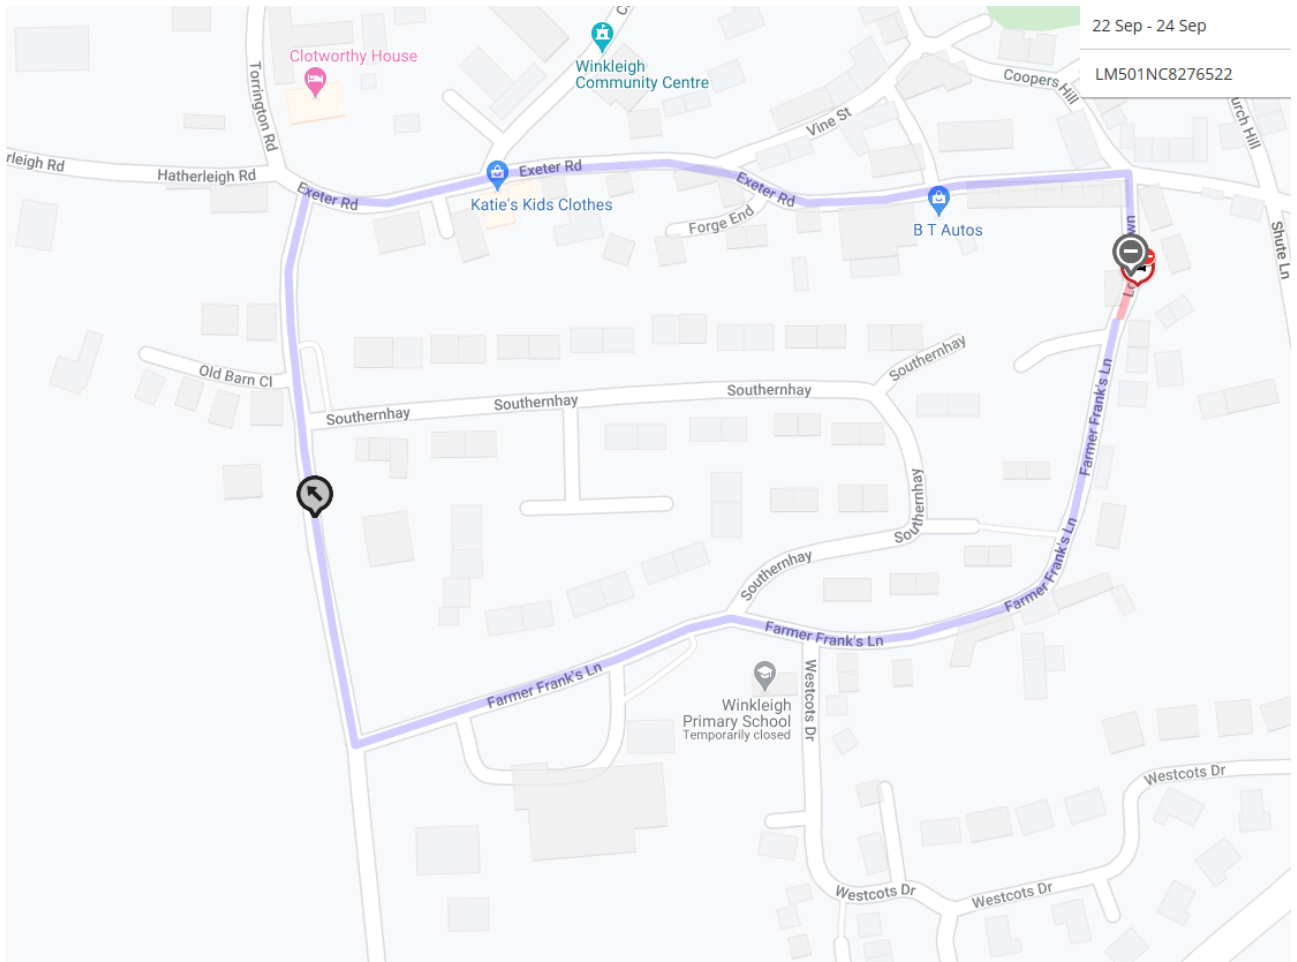 22 Sep - 24 Sep
LM501NC8276522
Clotworthy House
Winkleigh
Community Centre
Torrington Rd
Coopers Hill
urch Hill
Vine St
rleigh Rd
Hatherleigh Rd
Exeter Rd
Exeter Rd
Exeter Rd
Katie's Kids Clothes
Forge End
B T Autos
Shute Ln
Old Barn Cl
Southernhay
Southernhay
Southernhay
Southernhay
Southernhay
Southernhay
Farmer Frank's Ln
Farmer Frank's Ln
Farmer Frank's Ln
Farmer Frank's Ln
Winkleigh
Primary School
Temporarily closed
Westcots Dr
Westcots Dr
Westcots Dr
Westcots Dr